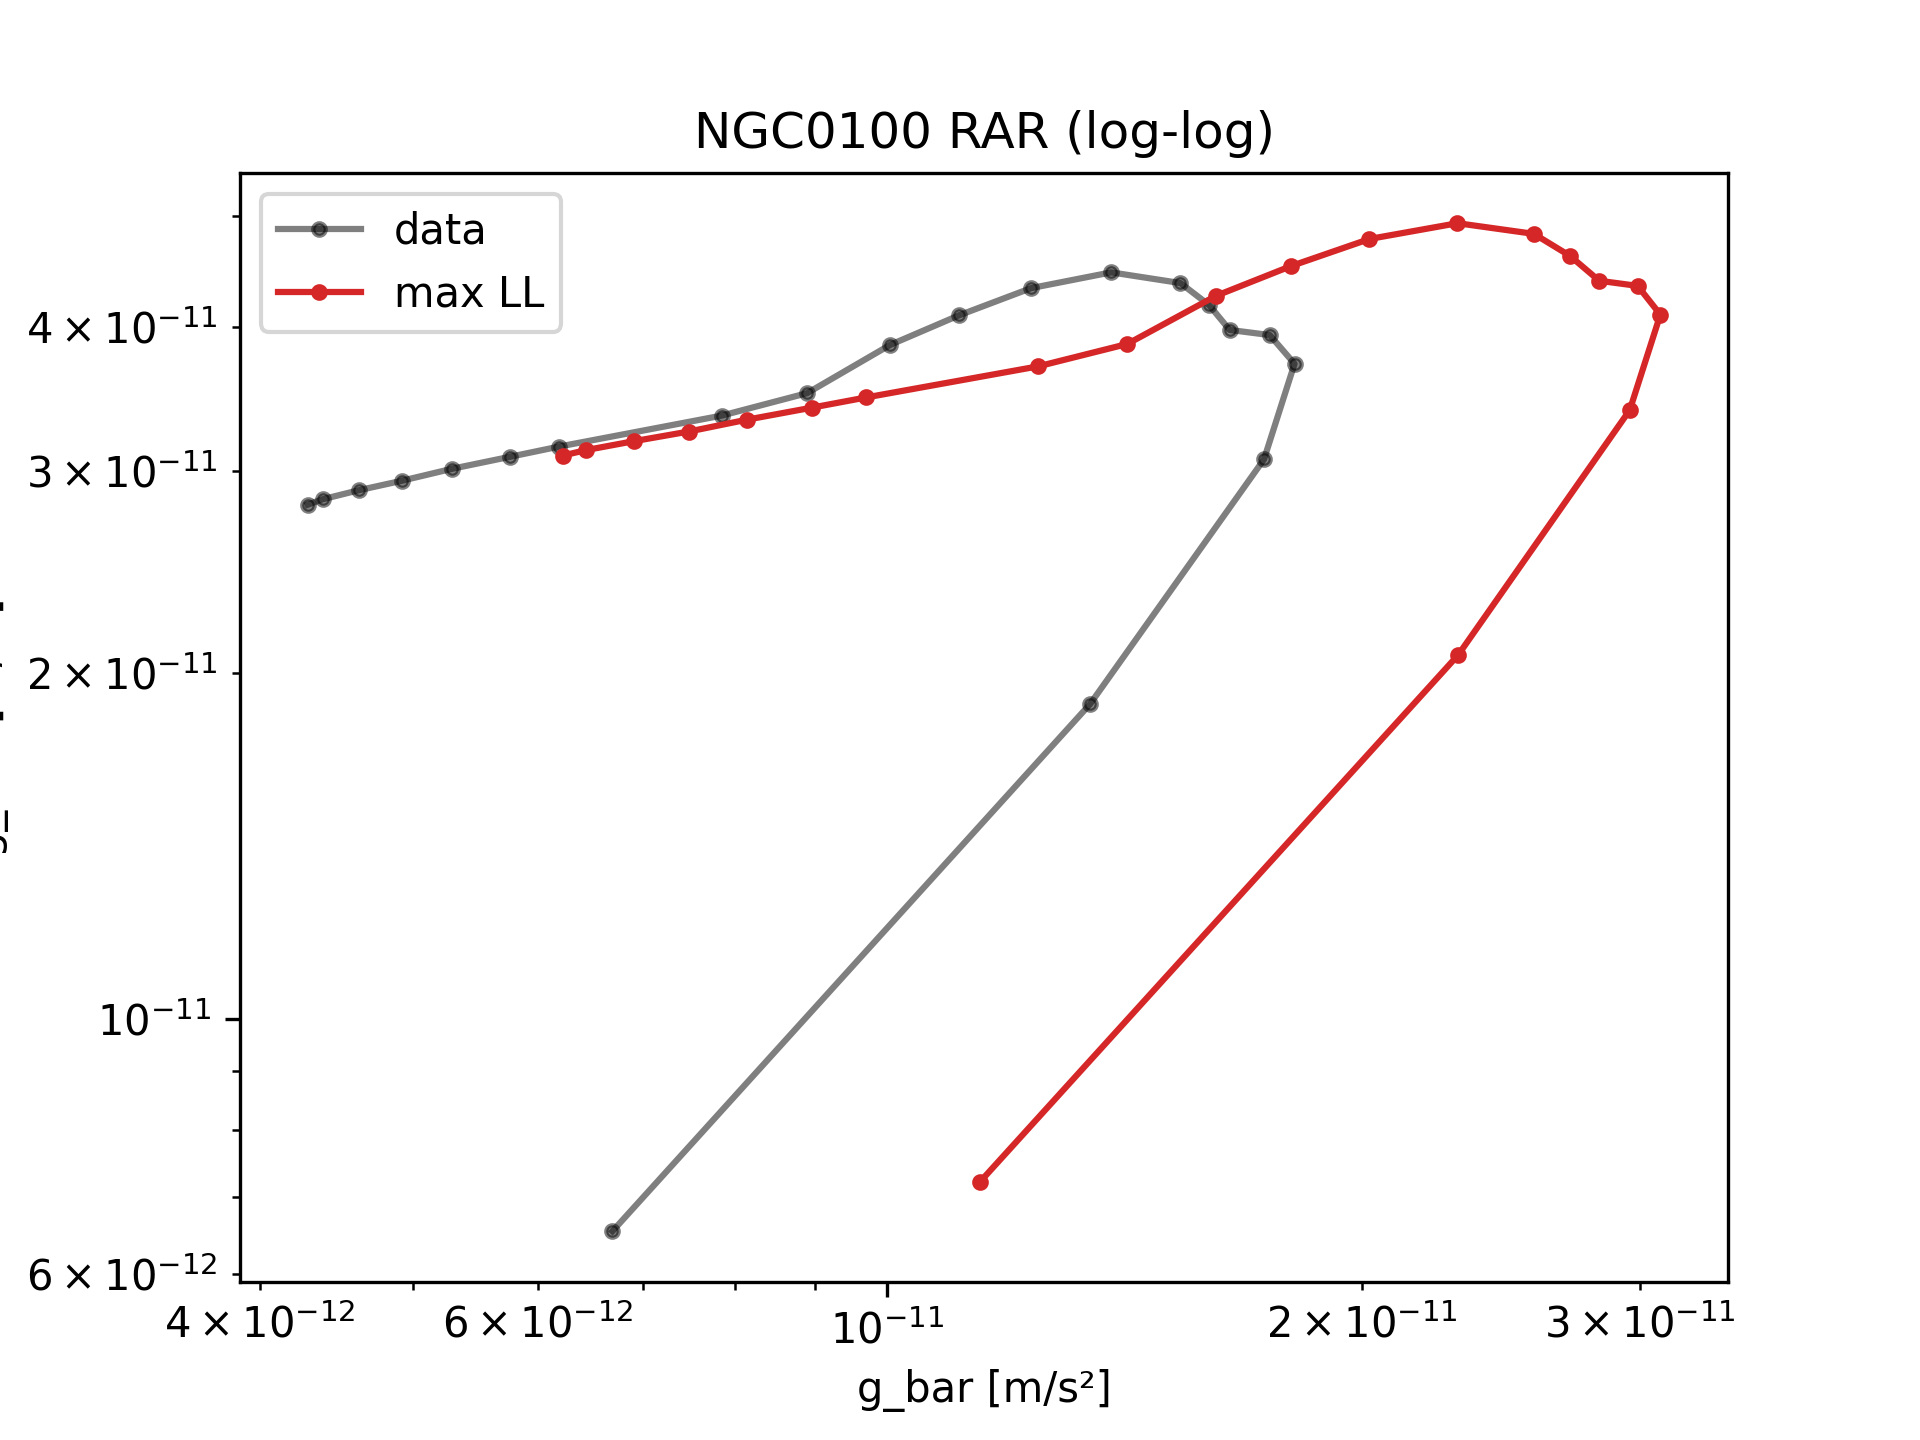 NGC0100 RAR (log-log)
data
max LL
4 × 10⁻¹¹
3 × 10⁻¹¹
2 × 10⁻¹¹
10⁻¹¹
6 × 10⁻¹²
4 × 10⁻¹²
6 × 10⁻¹²
10⁻¹¹
2 × 10⁻¹¹
3 × 10⁻¹¹
g_bar [m/s²]